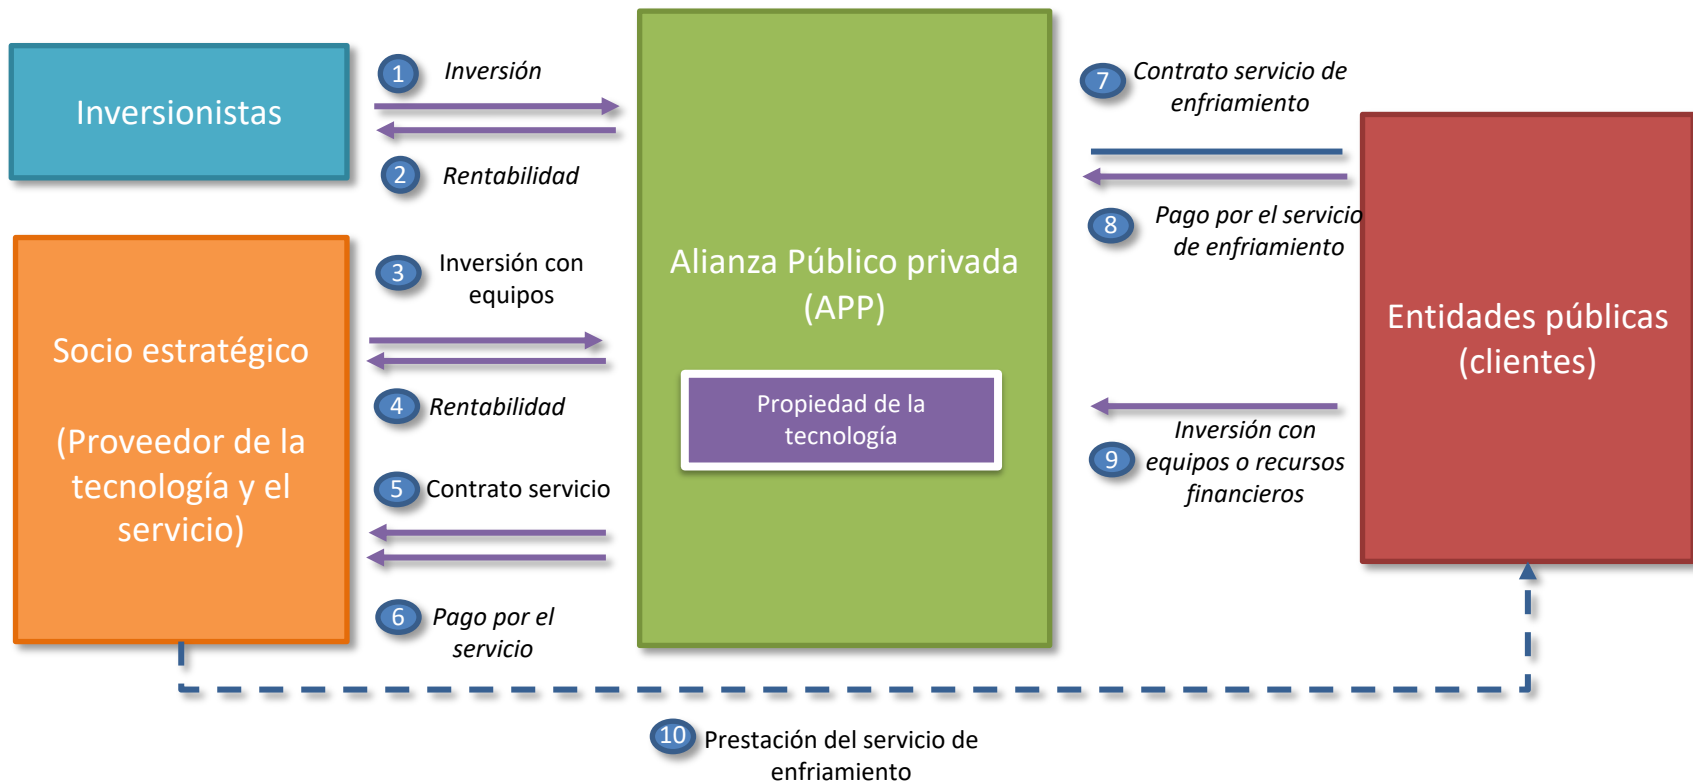 Inversionistas
1
Inversión
2
Rentabilidad
Socio estratégico
(Proveedor de la
tecnología y el
servicio)
3
Inversión con
equipos
4
Rentabilidad
5
Contrato servicio
6
Pago por el
servicio
Alianza Público privada
(APP)
Propiedad de la
tecnología
7
Contrato servicio de
enfriamiento
8
Pago por el servicio
de enfriamiento
9
Inversión con
equipos o recursos
financieros
Entidades públicas
(clientes)
10
Prestación del servicio de
enfriamiento